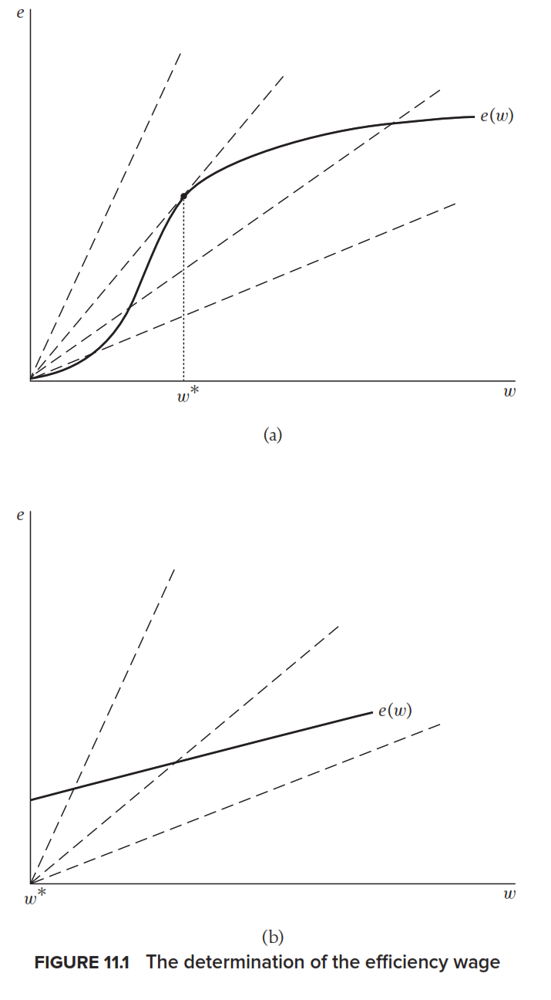 e
e(w)
w*
w
(a)
e
e(w)
w*
w
(b)
FIGURE 11.1 The determination of the efficiency wage